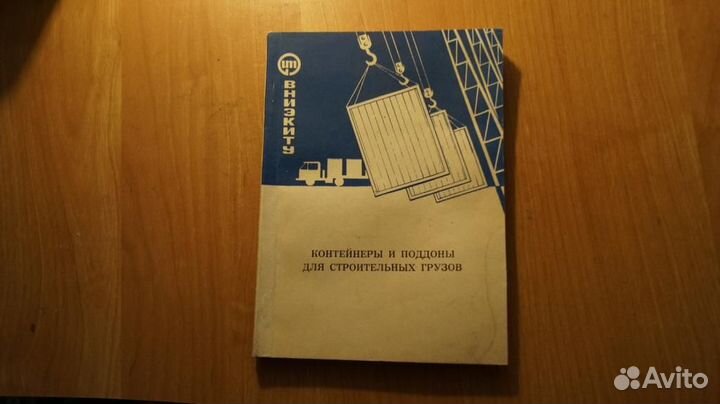 ВНИЭКИТУ
КОНТЕЙНЕРЫ И ПОДДОНЫ
ДЛЯ СТРОИТЕЛЬНЫХ ГРУЗОВ
Avito